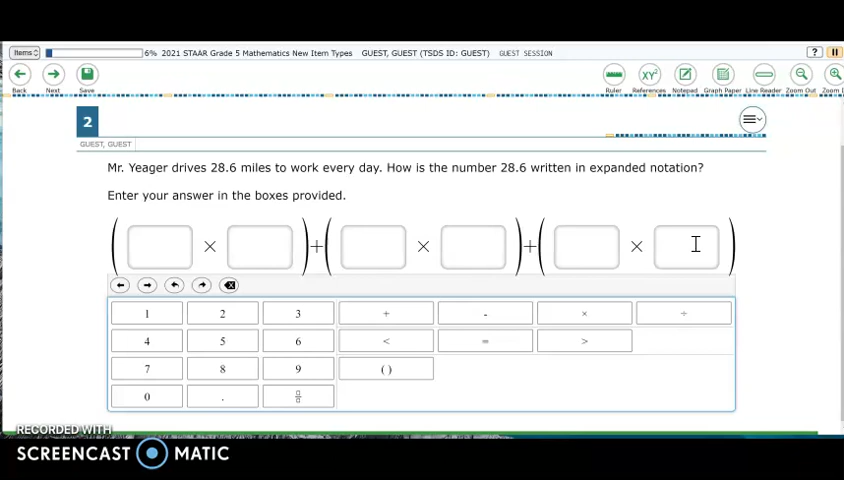 Items 6% 2021 STAAR Grade 5 Mathematics New Item Types GUEST, GUEST (TSDS ID: GUEST) GUEST SESSION ?
Back Next Save Ruler XY² References Notepad Graph Paper Line Reader Zoom Out
2
GUEST, GUEST
Mr. Yeager drives 28.6 miles to work every day. How is the number 28.6 written in expanded notation?
Enter your answer in the boxes provided.
( × ) + ( × ) + ( × )
1 2 3 + - × ÷
4 5 6 < = >
7 8 9 ( )
0 .
RECORDED WITH
SCREENCAST MATIC